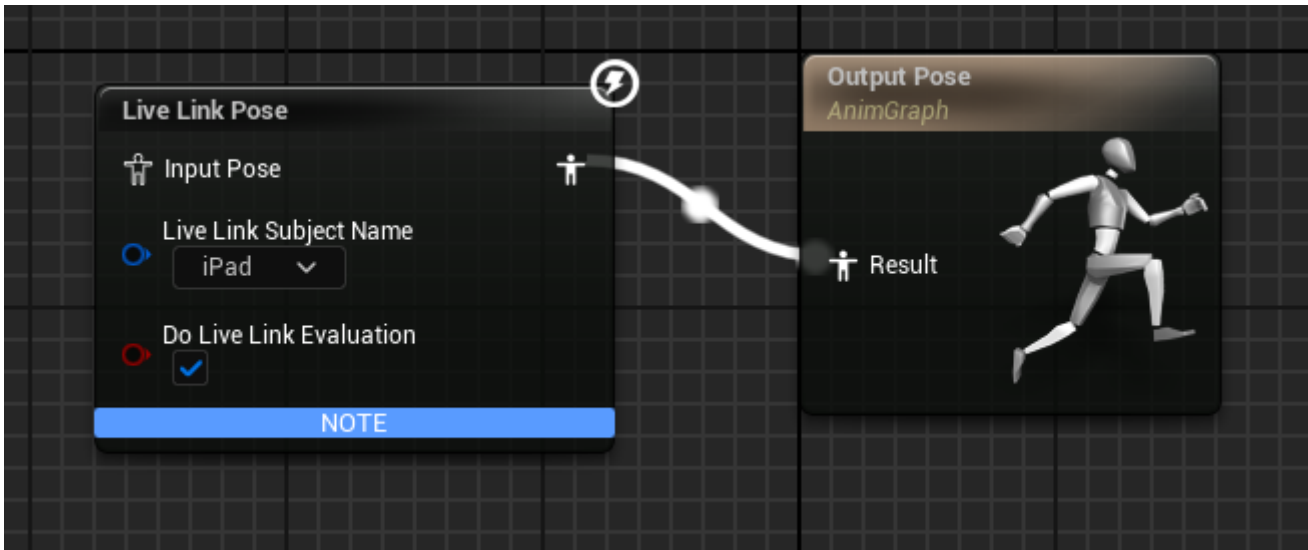 Live Link Pose
Input Pose
Live Link Subject Name
iPad
Do Live Link Evaluation
NOTE
Output Pose
AnimGraph
Result